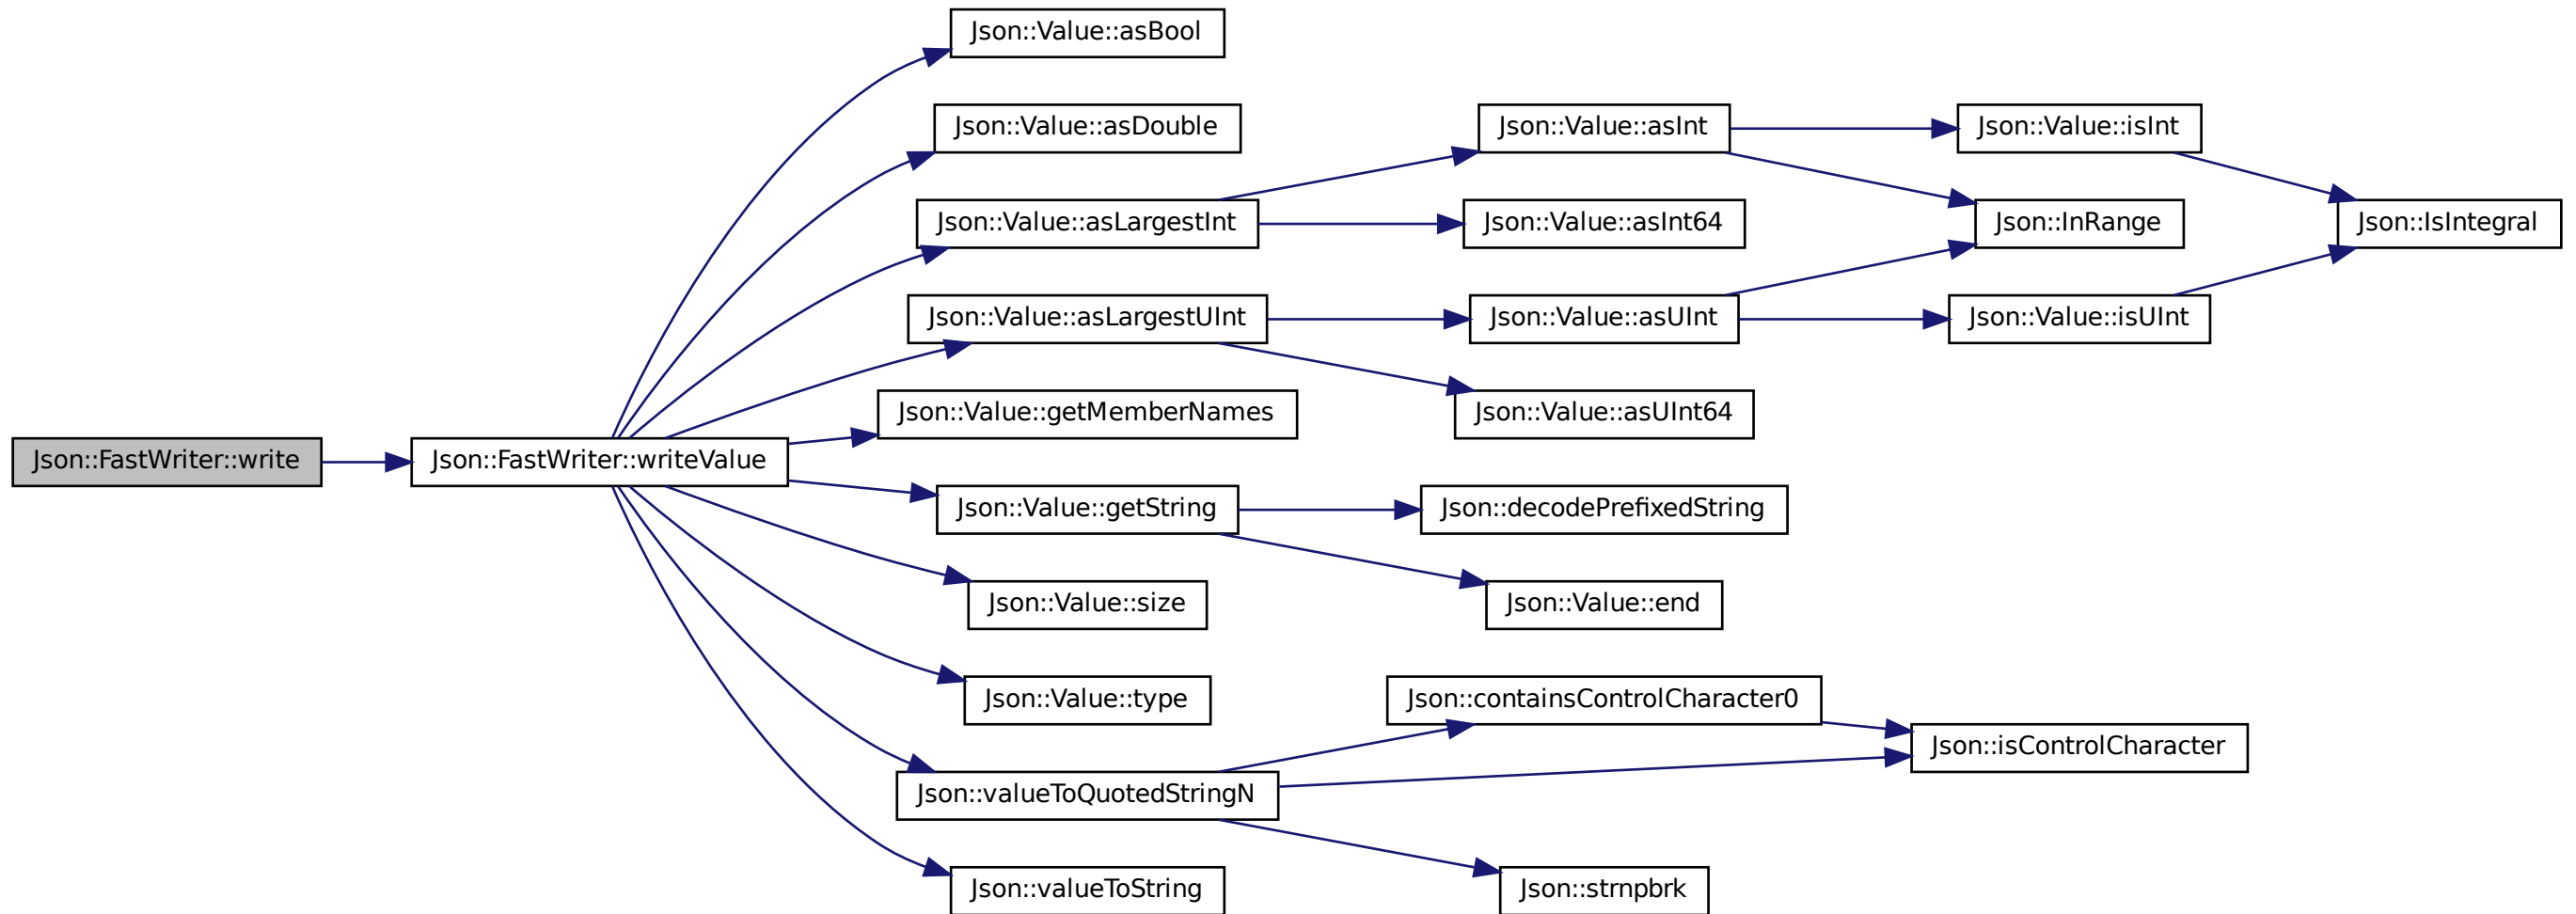 Json::Value::asBool
Json::Value::asDouble
Json::Value::asInt
Json::Value::isInt
Json::Value::asLargestInt
Json::Value::asInt64
Json::InRange
Json::IsIntegral
Json::Value::asLargestUInt
Json::Value::asUInt
Json::Value::isUInt
Json::Value::getMemberNames
Json::Value::asUInt64
Json::FastWriter::write
Json::FastWriter::writeValue
Json::Value::getString
Json::decodePrefixedString
Json::Value::size
Json::Value::end
Json::Value::type
Json::containsControlCharacter0
Json::isControlCharacter
Json::valueToQuotedStringN
Json::valueToString
Json::strnpbrk